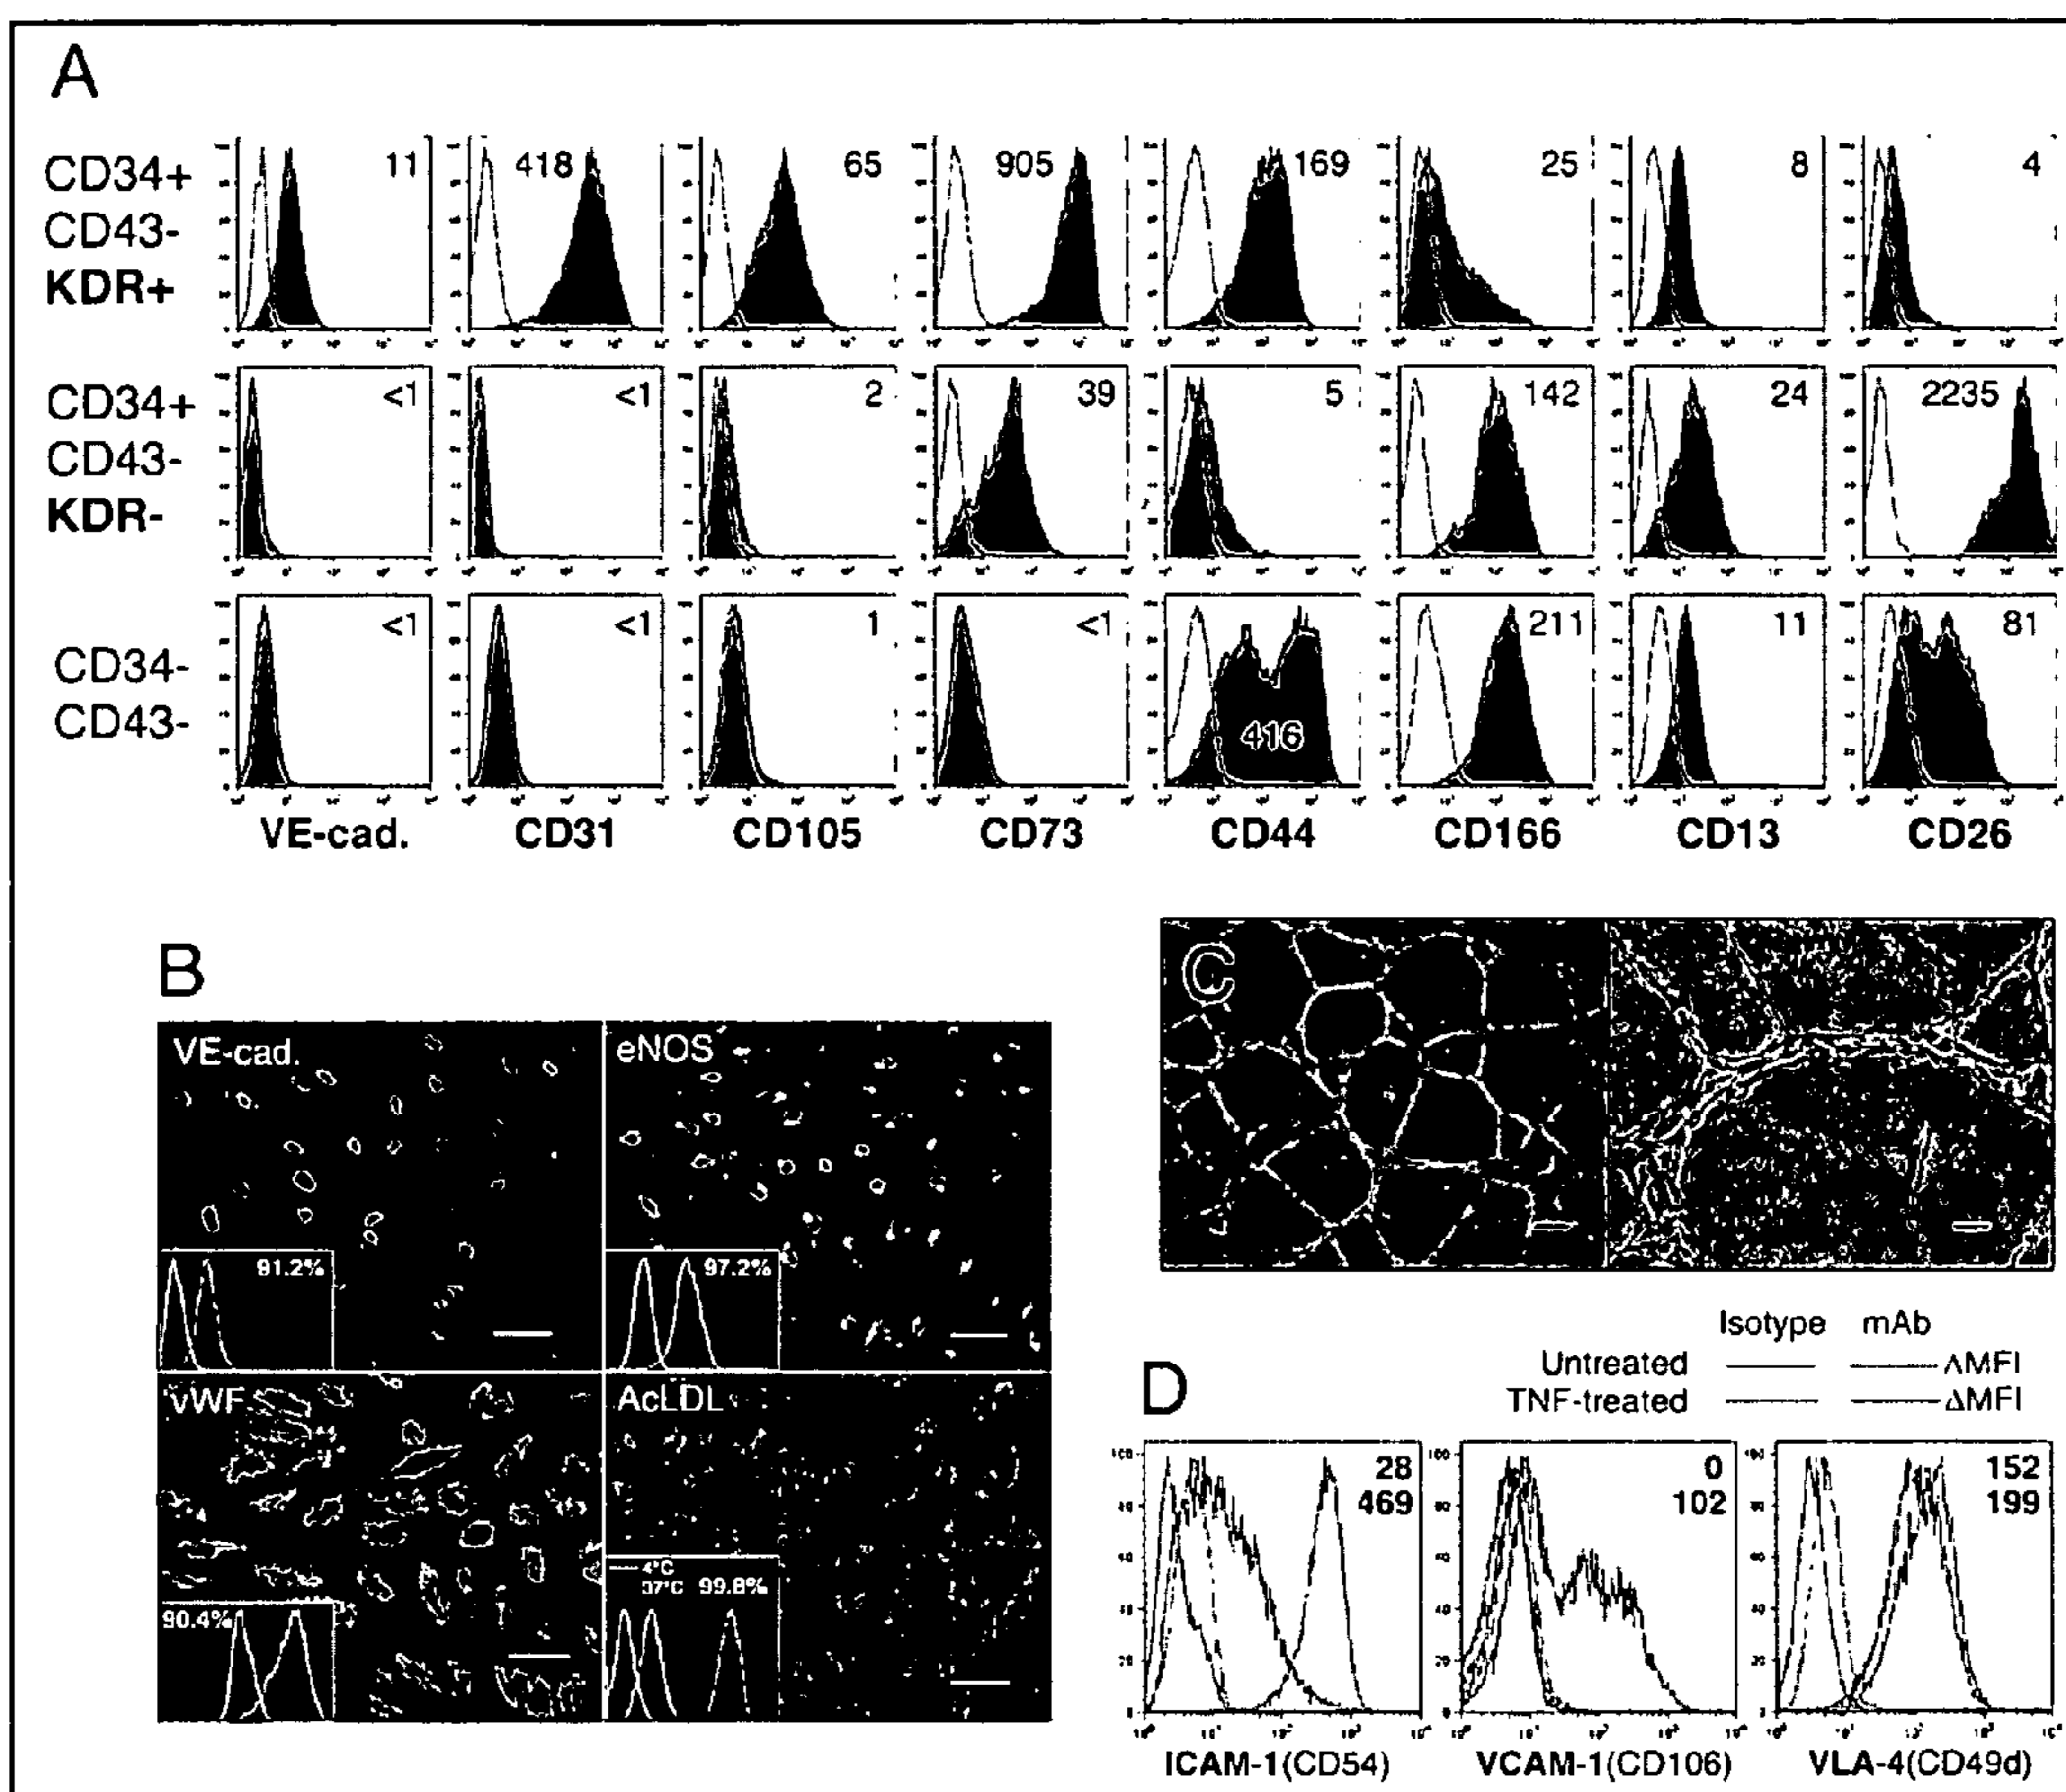 A
CD34+
CD43-
KDR+
11
418
65
905
169
25
8
4
CD34+
CD43-
KDR-
<1
<1
2
39
5
142
24
2235
CD34-
CD43-
<1
<1
1
<1
416
211
11
81
VE-cad.
CD31
CD105
CD73
CD44
CD166
CD13
CD26
B
VE-cad.
91.2%
eNOS
97.2%
vWF
90.4%
AcLDL
4°C
37°C 99.8%
C
Isotype mAb
Untreated ΔMFI
TNF-treated ΔMFI
D
28
469
0
102
152
199
ICAM-1(CD54)
VCAM-1(CD106)
VLA-4(CD49d)